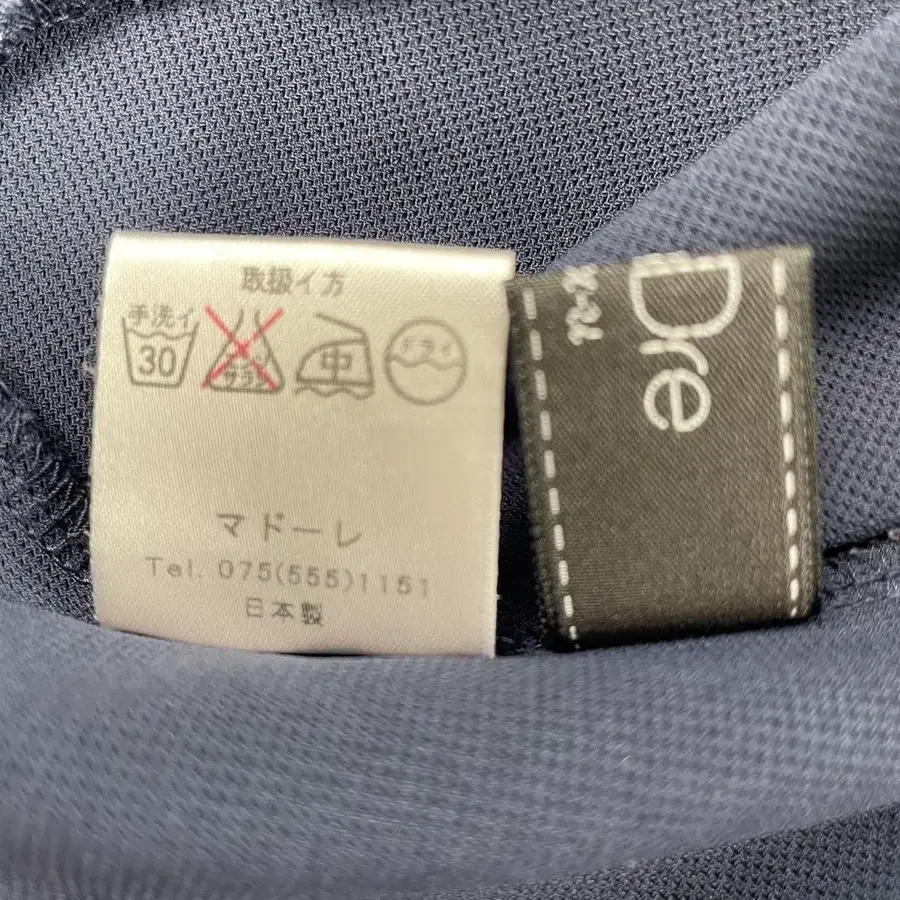 取扱イ方
手洗イ
30
サラシ
中
ドライ
マドーレ
Tel. 075(555)1151
日本製
Dre